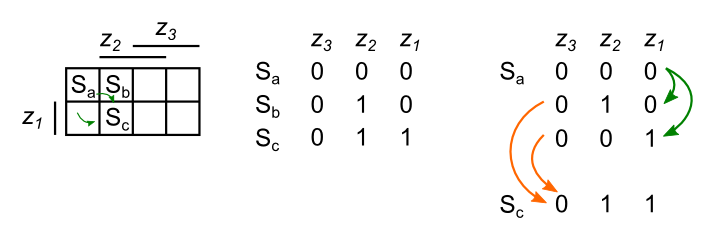 z3
z2
Sa Sb
z1 Sc
z3 z2 z1
Sa 0 0 0
Sb 0 1 0
Sc 0 1 1
z3 z2 z1
Sa 0 0 0
0 1 0
0 0 1
Sc 0 1 1